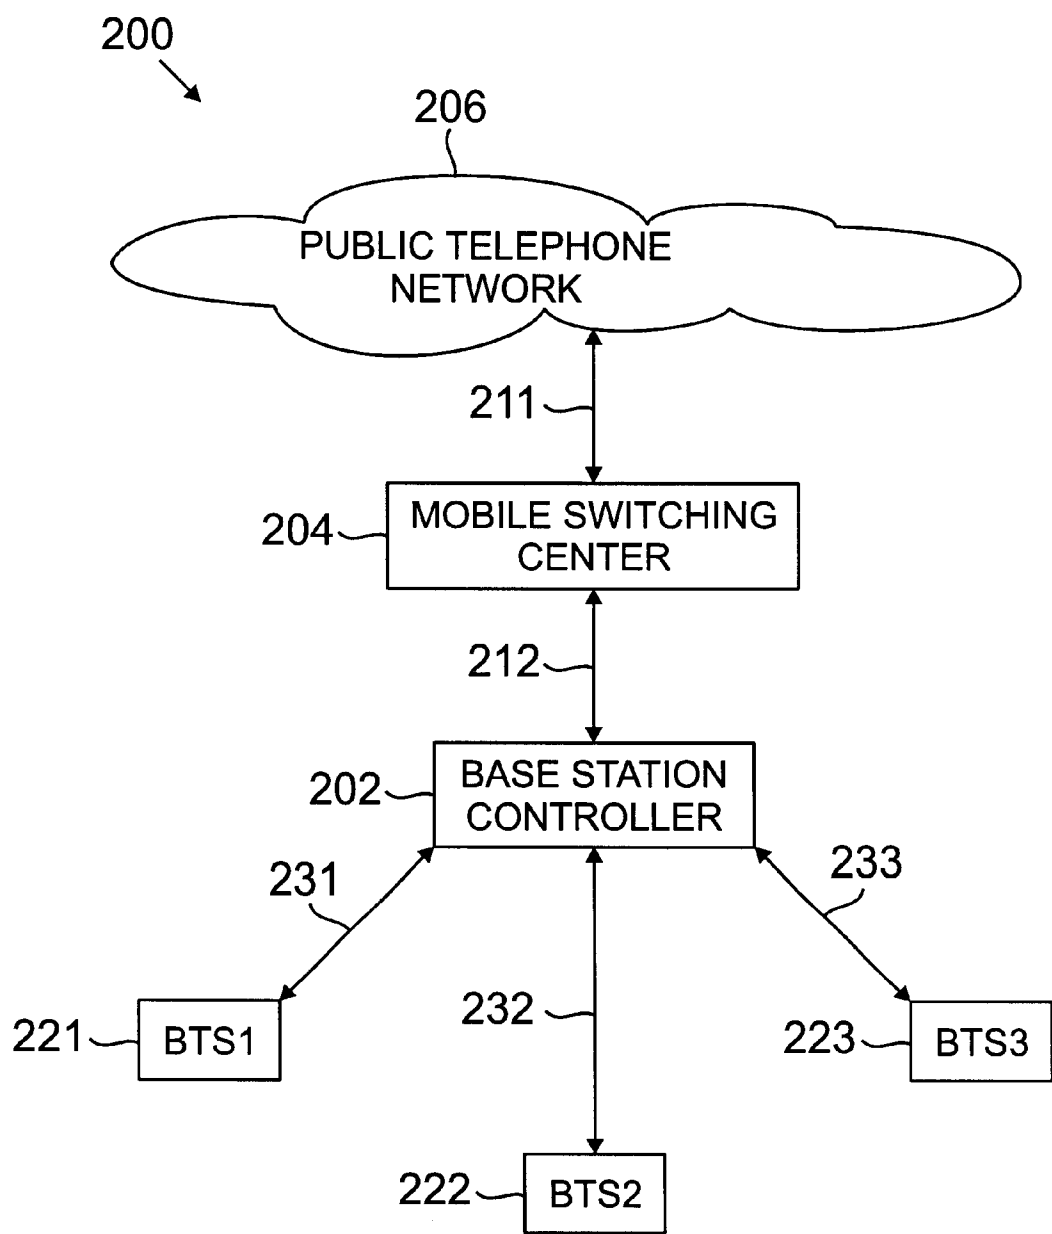 200
206
PUBLIC TELEPHONE
NETWORK
211
204
MOBILE SWITCHING
CENTER
212
202
BASE STATION
CONTROLLER
231
233
232
221
BTS1
223
BTS3
222
BTS2